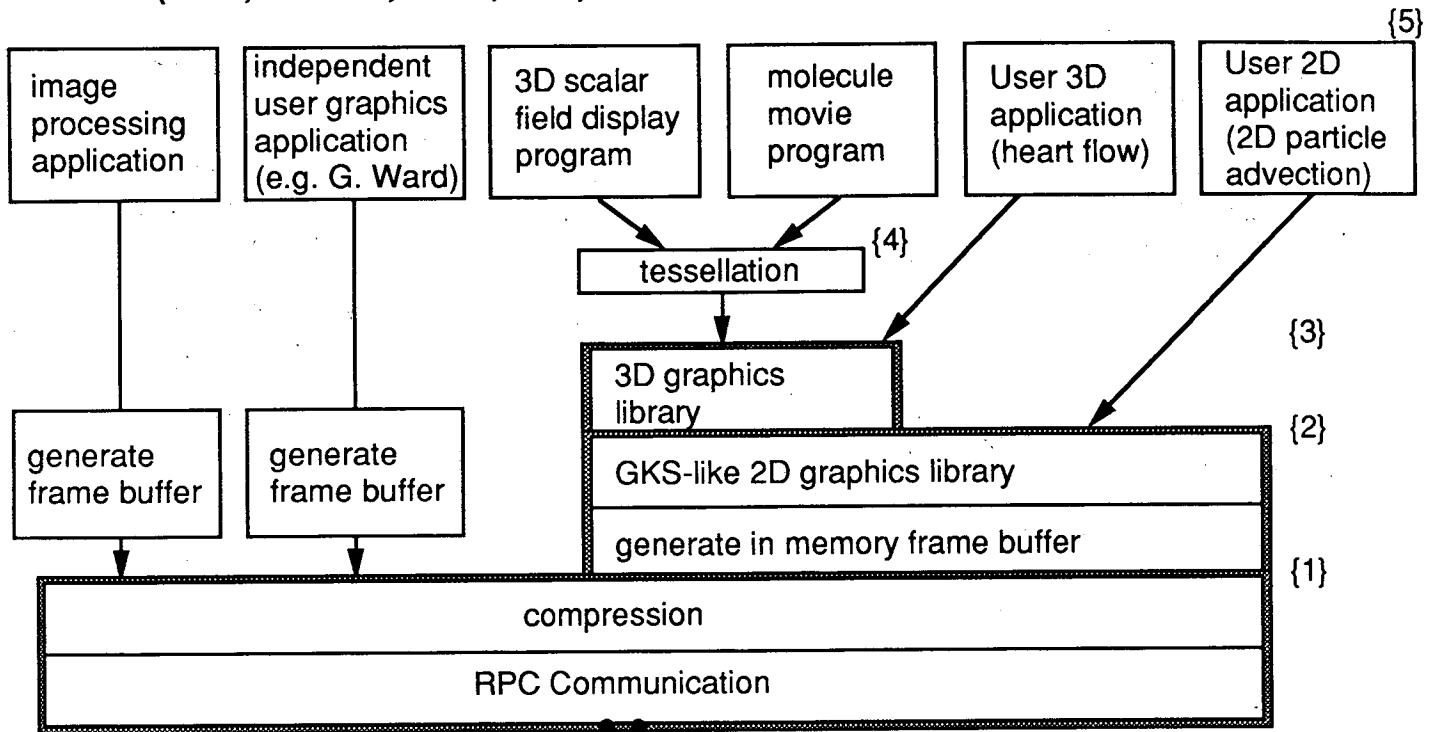 {5}
image
processing
application
independent
user graphics
application
(e.g. G. Ward)
3D scalar
field display
program
molecule
movie
program
User 3D
application
(heart flow)
User 2D
application
(2D particle
advection)
{4}
tessellation
{3}
3D graphics
library
{2}
generate
frame buffer
generate
frame buffer
GKS-like 2D graphics library
generate in memory frame buffer
{1}
compression
RPC Communication